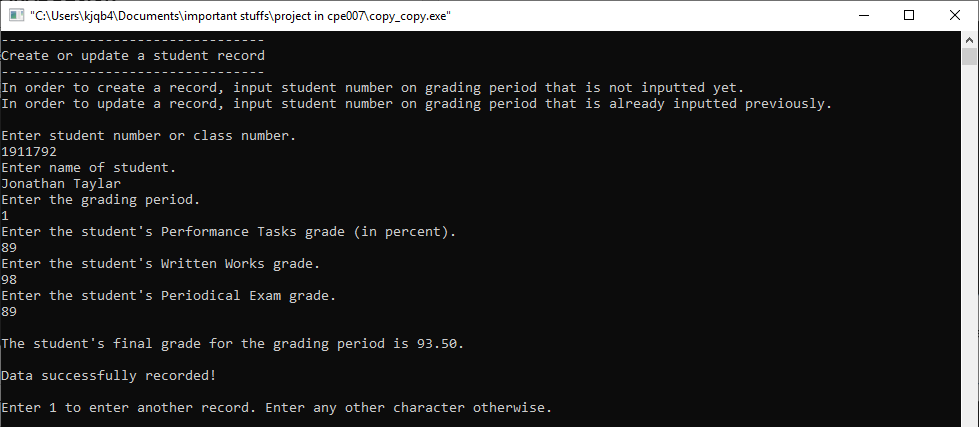 "C:\Users\kjqb4\Documents\important stuffs\project in cpe007\copy_copy.exe"
---------------------------------
Create or update a student record
---------------------------------
In order to create a record, input student number on grading period that is not inputted yet.
In order to update a record, input student number on grading period that is already inputted previously.
Enter student number or class number.
1911792
Enter name of student.
Jonathan Taylar
Enter the grading period.
1
Enter the student's Performance Tasks grade (in percent).
89
Enter the student's Written Works grade.
98
Enter the student's Periodical Exam grade.
89
The student's final grade for the grading period is 93.50.
Data successfully recorded!
Enter 1 to enter another record. Enter any other character otherwise.